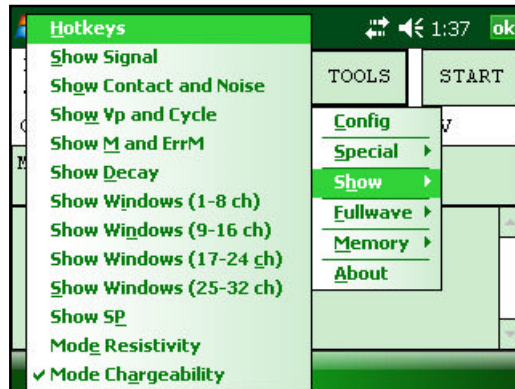 1:37 ok
Hotkeys
Show Signal
Show Contact and Noise
Show Vp and Cycle
Show M and ErrM
Show Decay
Show Windows (1-8 ch)
Show Windows (9-16 ch)
Show Windows (17-24 ch)
Show Windows (25-32 ch)
Show SP
Mode Resistivity
✓ Mode Chargeability
TOOLS
START
Config
Special
Show
Fullwave
Memory
About
V
M